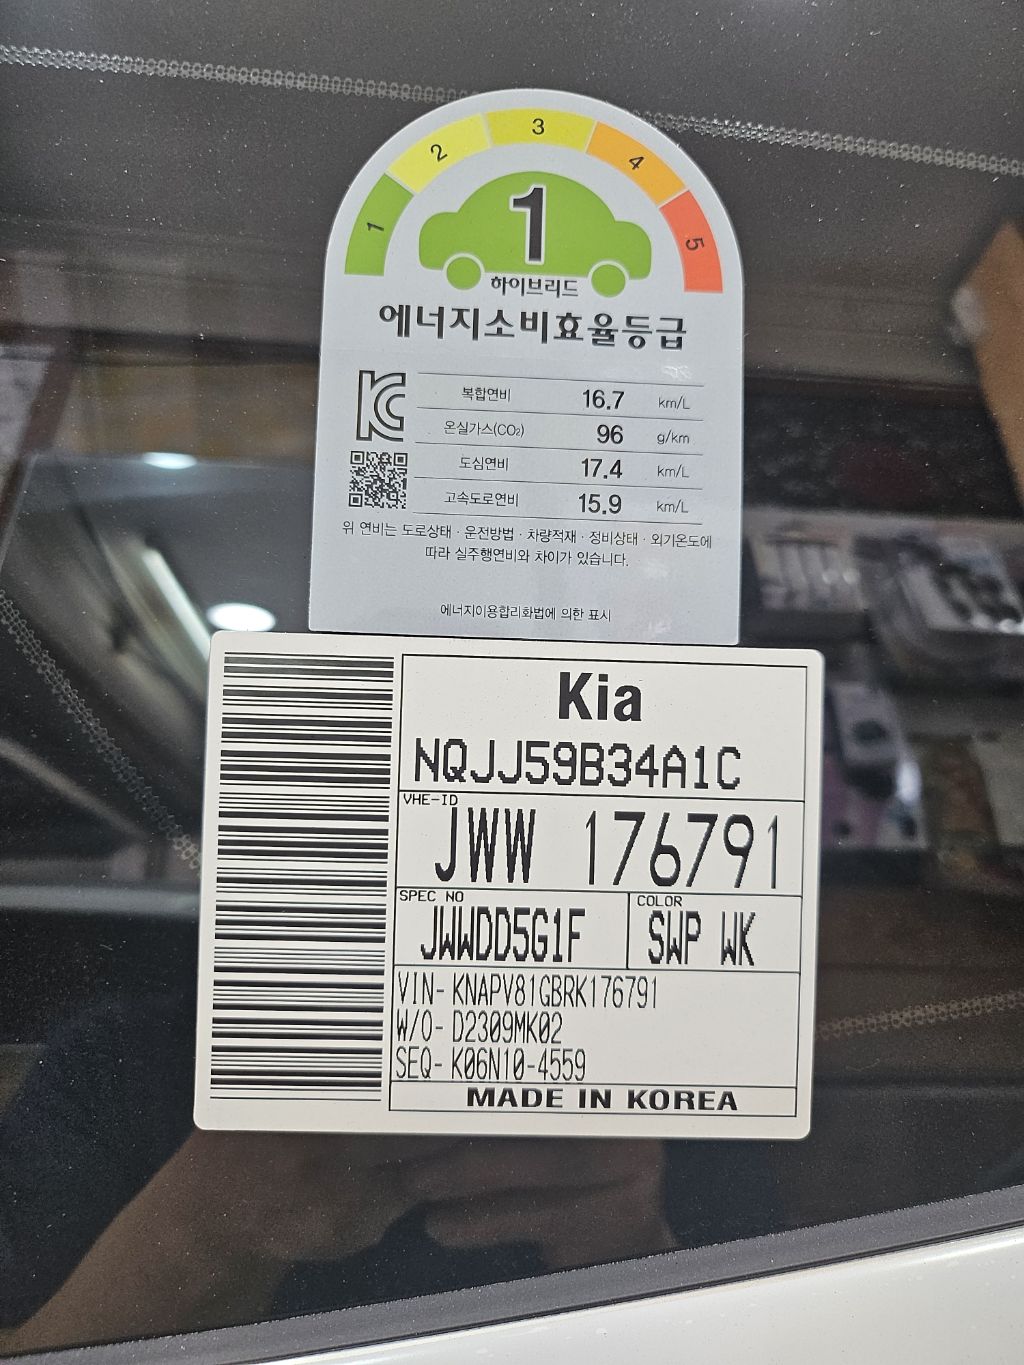 1
2
3
4
5
1
하이브리드
에너지소비효율등급
복합연비 16.7 km/L
온실가스(CO₂) 96 g/km
도심연비 17.4 km/L
고속도로연비 15.9 km/L
위 연비는 도로상태 · 운전방법 · 차량적재 · 정비상태 · 외기온도에
따라 실주행연비와 차이가 있습니다.
에너지이용합리화법에 의한 표시
Kia
NQJJ59B34A1C
VHE-ID
JWW 176791
SPEC NO
JWWDD5G1F
COLOR
SWP WK
VIN- KNAPV81GBRK176791
W/O- D2309MK02
SEQ- K06N10-4559
MADE IN KOREA